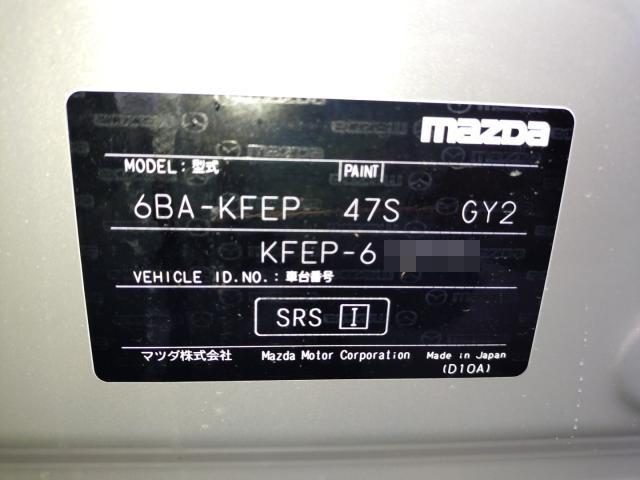 mazDa
MODEL: 型式 PAINT
6BA-KFEP 47S GY2
KFEP-6
VEHICLE ID.NO.: 車台番号
SRS I
マツダ株式会社 Mazda Motor Corporation Made in Japan
(D10A)